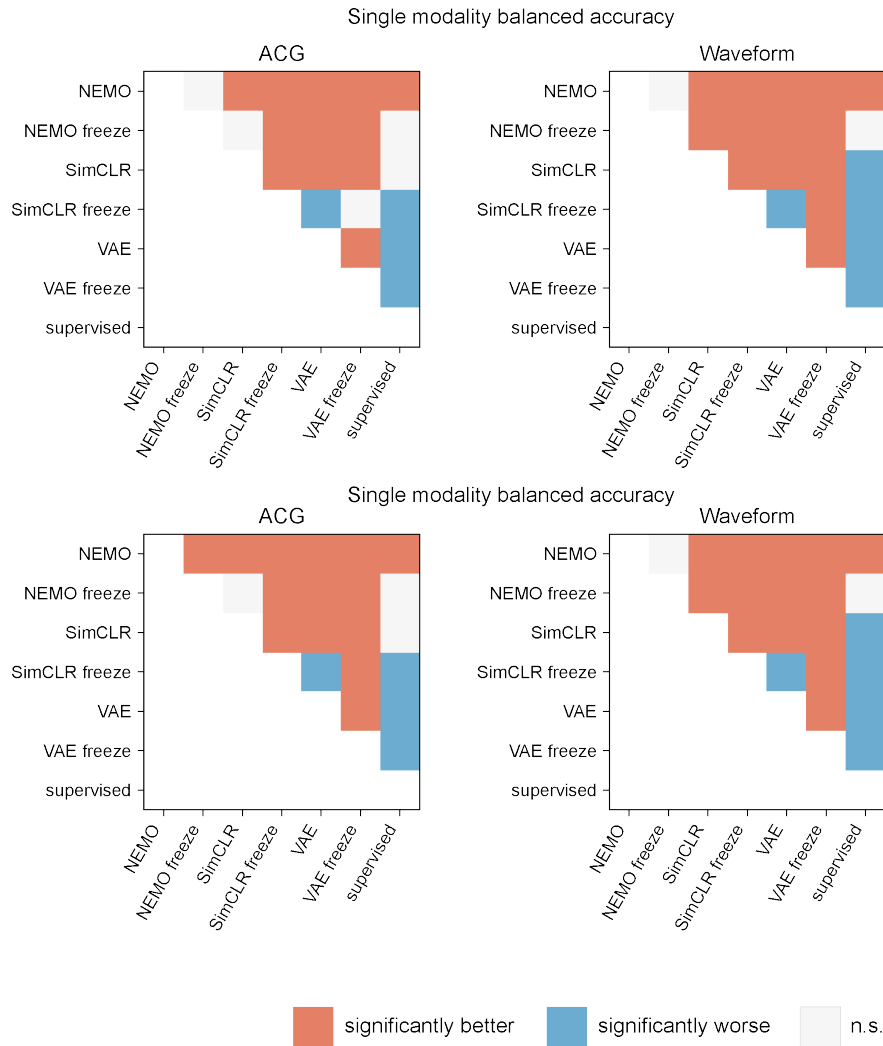 Single modality balanced accuracy
ACG
Waveform
NEMO
NEMO freeze
SimCLR
SimCLR freeze
VAE
VAE freeze
supervised
NEMO
NEMO freeze
SimCLR
SimCLR freeze
VAE
VAE freeze
supervised
NEMO
NEMO freeze
SimCLR
SimCLR freeze
VAE
VAE freeze
supervised
NEMO
NEMO freeze
SimCLR
SimCLR freeze
VAE
VAE freeze
supervised
Single modality balanced accuracy
ACG
Waveform
NEMO
NEMO freeze
SimCLR
SimCLR freeze
VAE
VAE freeze
supervised
NEMO
NEMO freeze
SimCLR
SimCLR freeze
VAE
VAE freeze
supervised
NEMO
NEMO freeze
SimCLR
SimCLR freeze
VAE
VAE freeze
supervised
NEMO
NEMO freeze
SimCLR
SimCLR freeze
VAE
VAE freeze
supervised
significantly better
significantly worse
n.s.